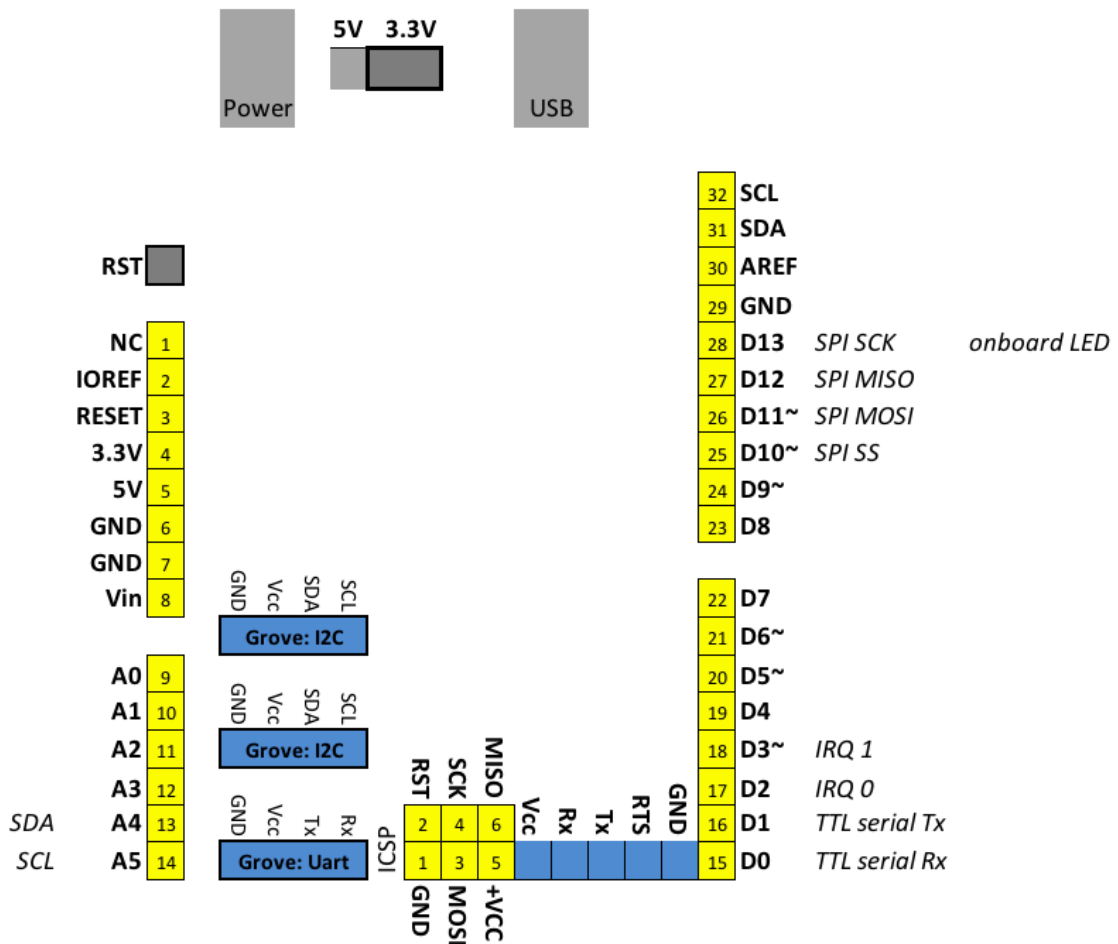 5V 3.3V
Power
USB
32 SCL
31 SDA
RST
30 AREF
29 GND
NC 1
28 D13 SPI SCK onboard LED
IOREF 2
27 D12 SPI MISO
RESET 3
26 D11~ SPI MOSI
3.3V 4
25 D10~ SPI SS
5V 5
24 D9~
GND 6
23 D8
GND 7
Vin 8
GND Vcc SDA SCL
Grove: I2C
22 D7
21 D6~
A0 9
20 D5~
A1 10
GND Vcc SDA SCL
Grove: I2C
19 D4
A2 11
18 D3~ IRQ 1
A3 12
17 D2 IRQ 0
SDA A4 13
GND Vcc Tx Rx
Grove: Uart
SCL A5 14
ICSP
RST SCK MISO
2 4 6
1 3 5
GND MOSI +VCC
Vcc Rx Tx RTS GND
16 D1 TTL serial Tx
15 D0 TTL serial Rx